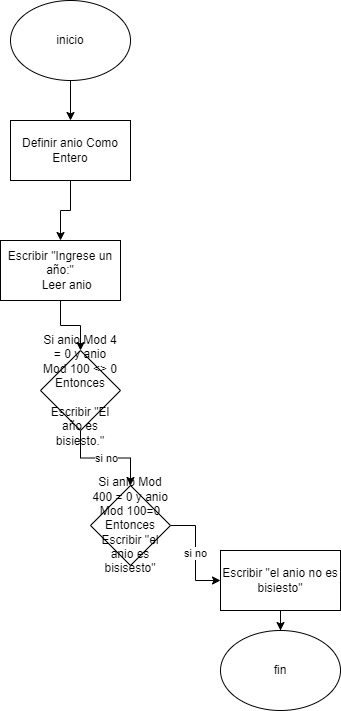 inicio
Definir anio Como
Entero
Escribir "Ingrese un
año:"
Leer anio
Si anio Mod 4
= 0 y anio
Mod 100 <> 0
Entonces
Escribir "El
año es
bisiesto."
si no
Si anio Mod
400 = 0 y anio
Mod 100=0
Entonces
Escribir "el
anio es
bisisesto"
si no
Escribir "el anio no es
bisiesto"
fin